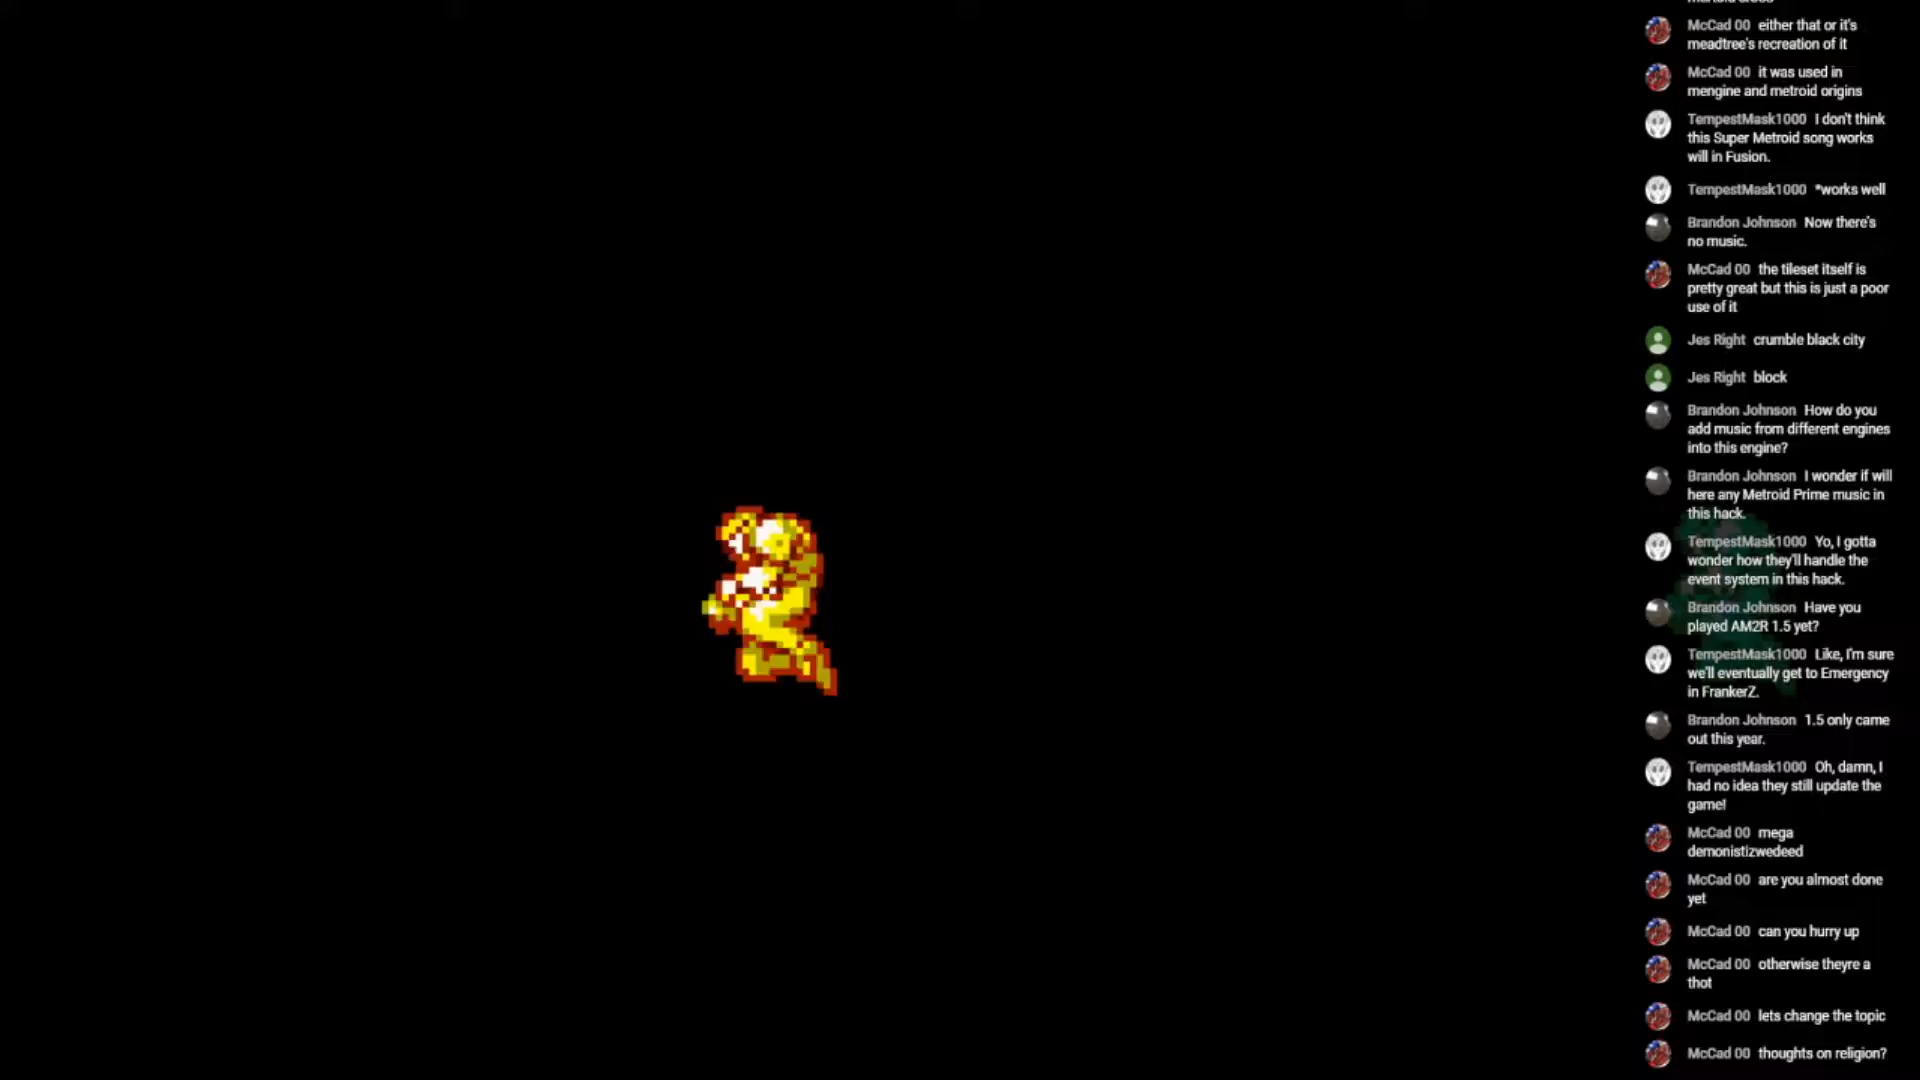 McCad 00 either that or it's
meadtree's recreation of it
McCad 00 it was used in
mengine and metroid origins
TempestMask1000 I don't think
this Super Metroid song works
will in Fusion.
TempestMask1000 *works well
Brandon Johnson Now there's
no music.
McCad 00 the tileset itself is
pretty great but this is just a poor
use of it
Jes Right crumble black city
Jes Right block
Brandon Johnson How do you
add music from different engines
into this engine?
Brandon Johnson I wonder if will
here any Metroid Prime music in
this hack.
TempestMask1000 Yo, I gotta
wonder how they'll handle the
event system in this hack.
Brandon Johnson Have you
played AM2R 1.5 yet?
TempestMask1000 Like, I'm sure
we'll eventually get to Emergency
in FrankerZ.
Brandon Johnson 1.5 only came
out this year.
TempestMask1000 Oh, damn, I
had no idea they still update the
game!
McCad 00 mega
demonistizwedeed
McCad 00 are you almost done
yet
McCad 00 can you hurry up
McCad 00 otherwise theyre a
thot
McCad 00 lets change the topic
McCad 00 thoughts on religion?